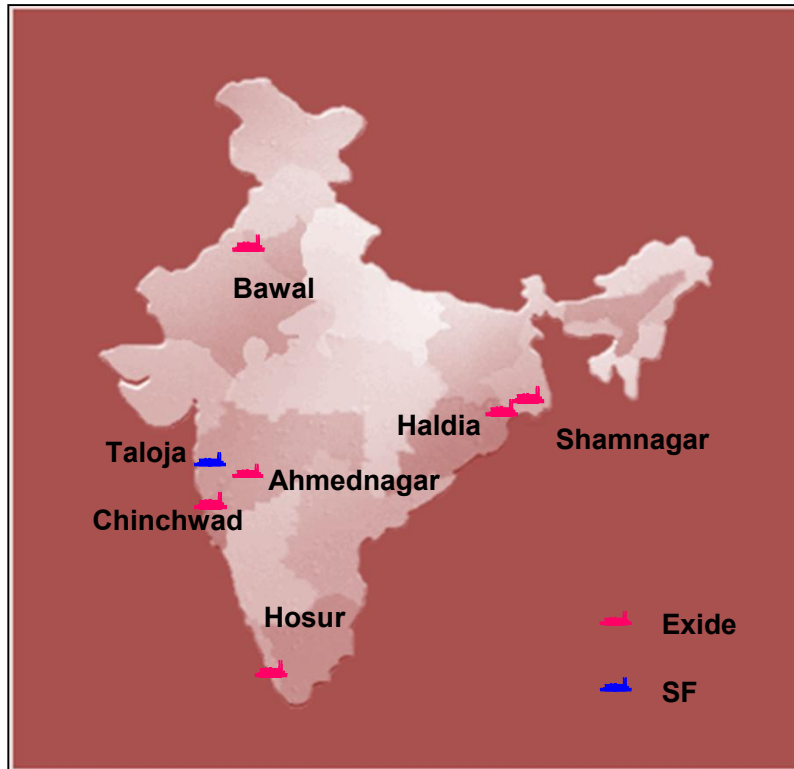 Bawal
Haldia
Shamnagar
Taloja
Ahmednagar
Chinchwad
Hosur
Exide
SF